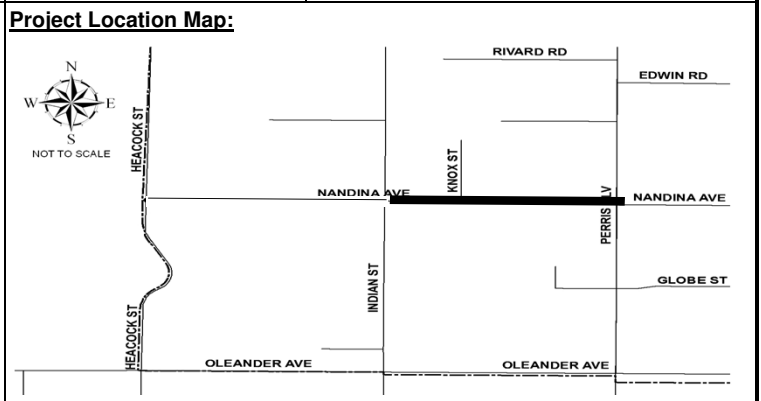 Project Location Map:
RIVARD RD
EDWIN RD
N
W
E
S
NOT TO SCALE
HEACOCK ST
KNOX ST
NANDINA AVE
PERRIS LV
NANDINA AVE
INDIAN ST
GLOBE ST
HEACOCK ST
OLEANDER AVE
OLEANDER AVE